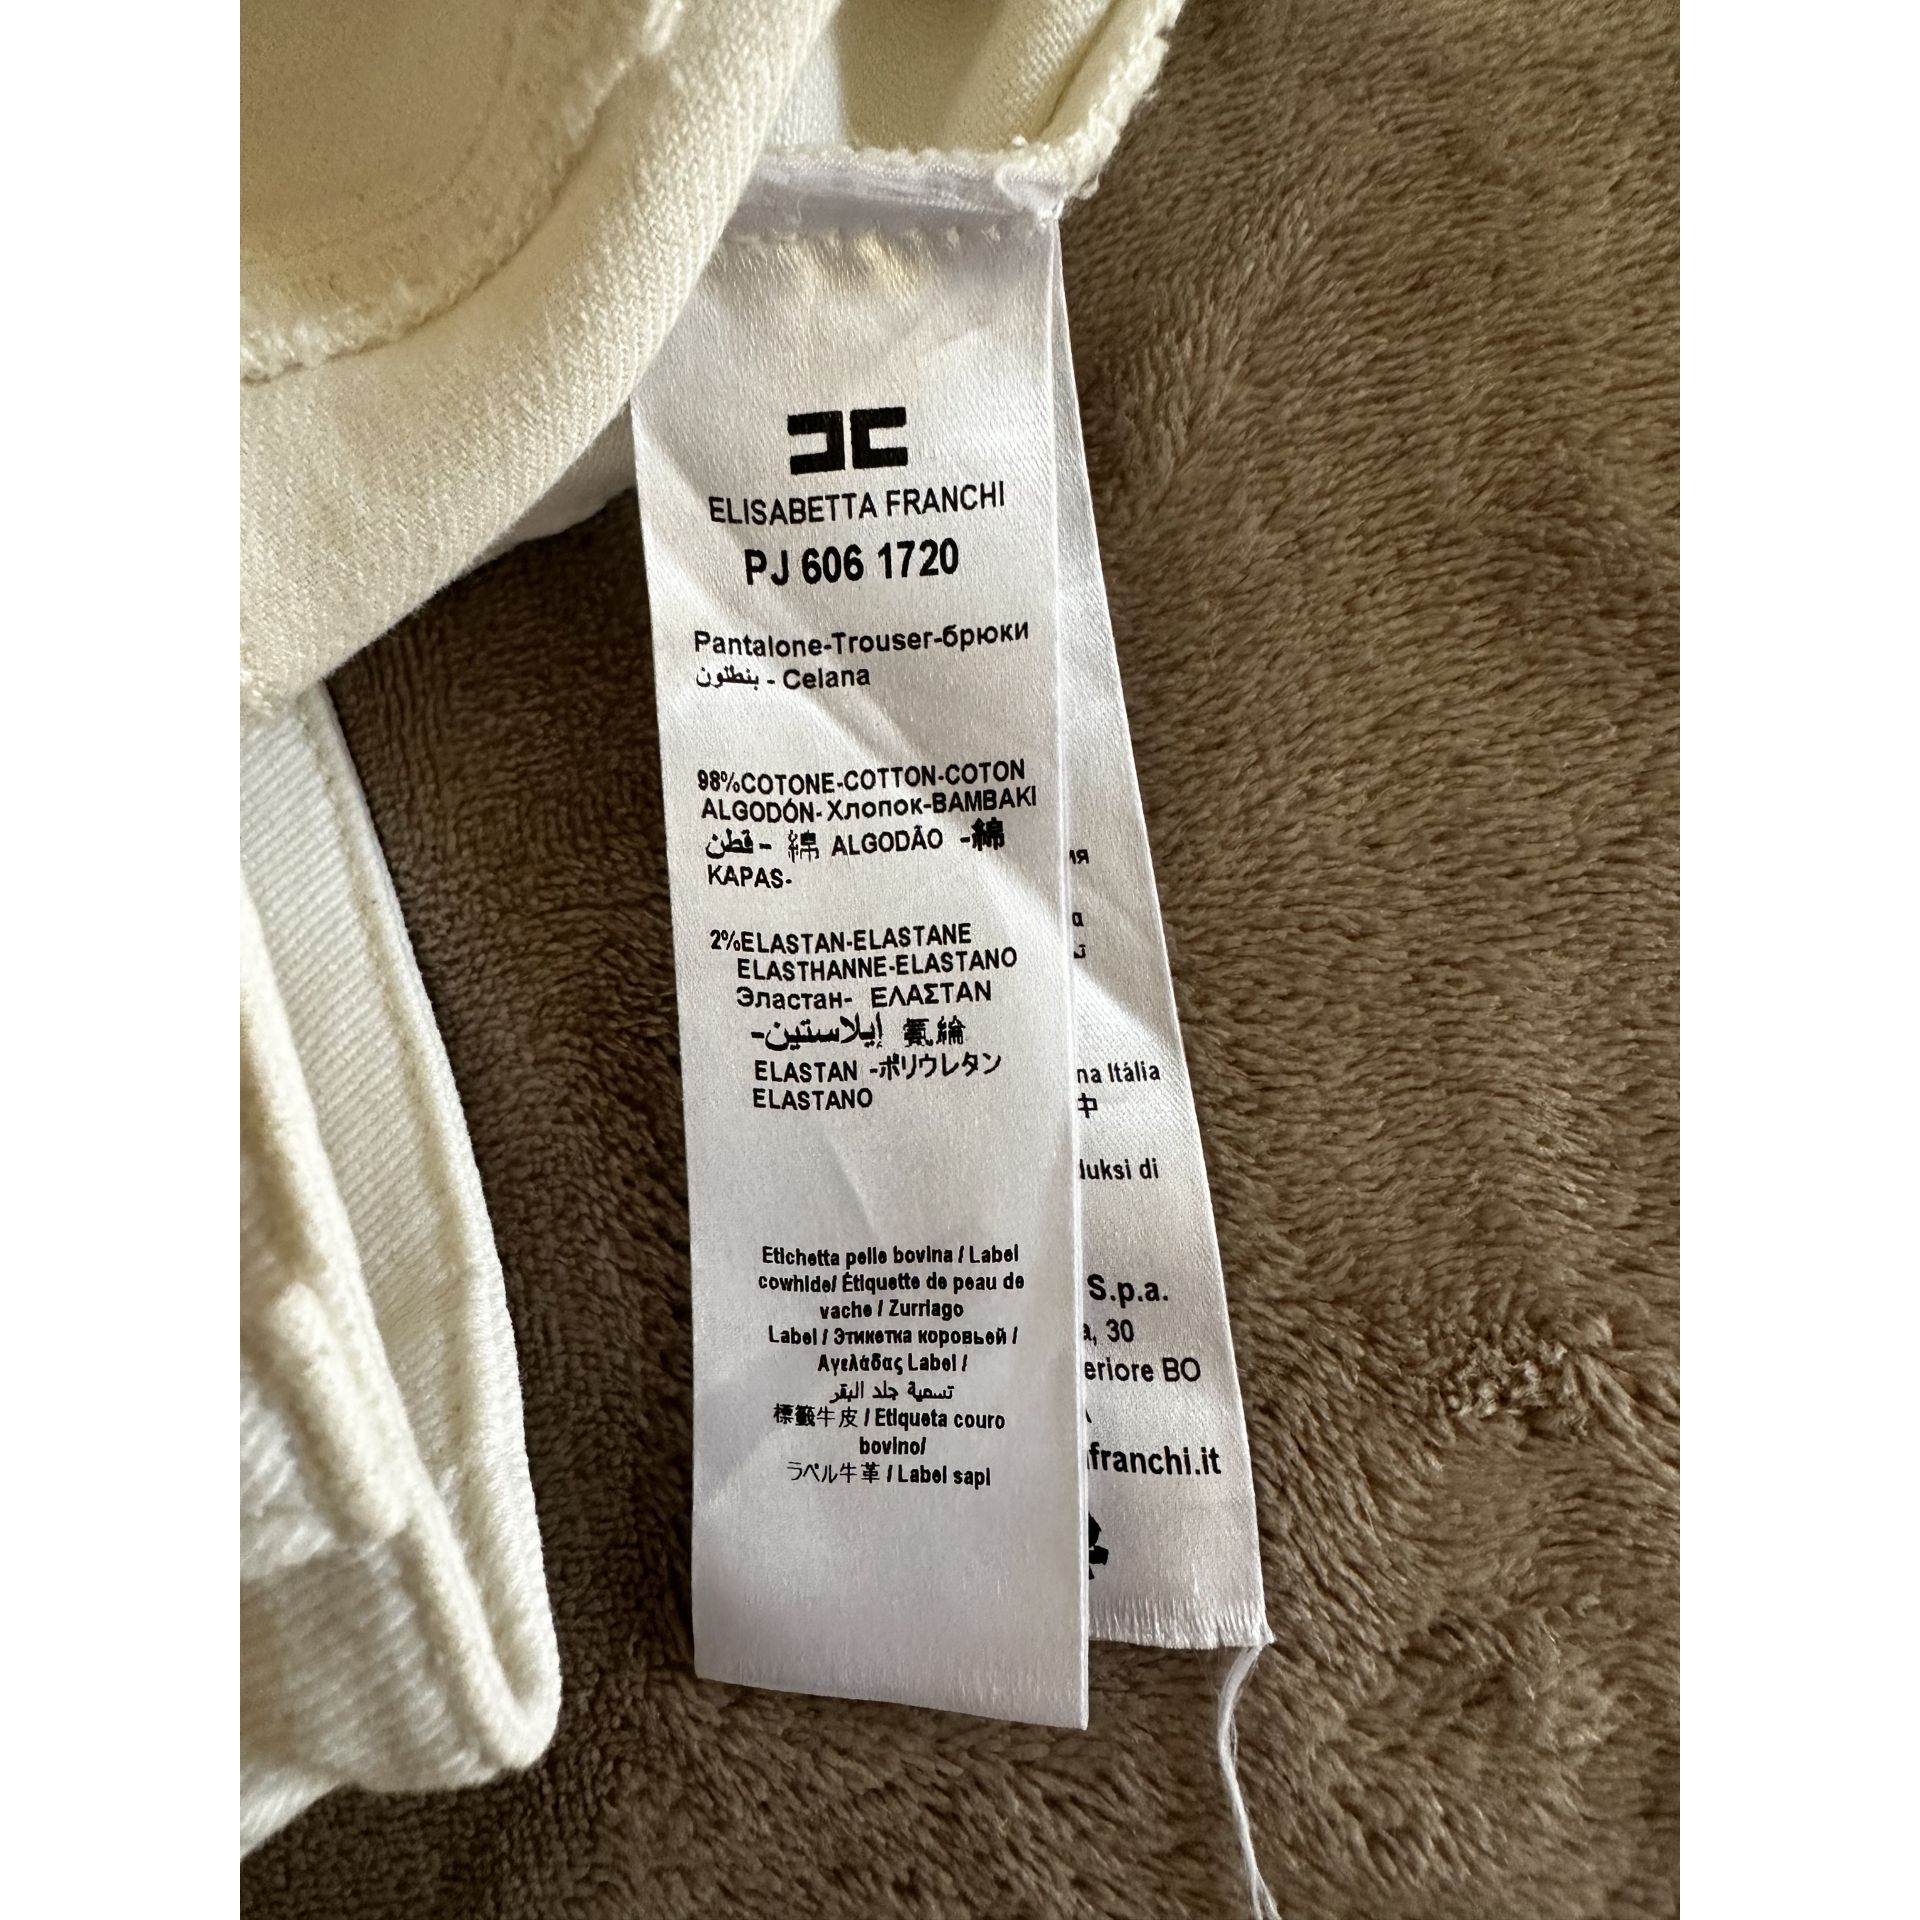 ELISABETTA FRANCHI
PJ 606 1720
Pantalone-Trouser-брюки
بنطلون - Celana
98%COTONE-COTTON-COTON
ALGODÓN-Хлопок-BAMBAKI
قطن - 綿 ALGODÃO -綿
KAPAS-
2%ELASTAN-ELASTANE
ELASTHANNE-ELASTANO
Эластан- ΕΛΑΣΤΑΝ
-إيلاستين 氨綸
ELASTAN -ポリウレタン
ELASTANO
Etichetta pelle bovina / Label
cowhide/ Étiquette de peau de
vache / Zurriago
Label / Этикетка коровьей /
Αγελάδας Label /
تسمية جلد البقر
標籤牛皮 / Etiqueta couro
bovino/
ラベル牛革 / Label sapi
ия
а
na Itália
中
duksi di
S.p.a.
a, 30
eriore BO
franchi.it